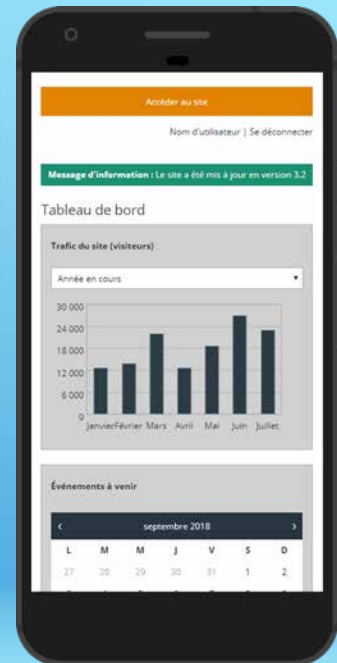 Accéder au site
Nom d'utilisateur | Se déconnecter
Message d'information : Le site a été mis à jour en version 3.2
Tableau de bord
Trafic du site (visiteurs)
Année en cours
30 000
24 000
18 000
12 000
6 000
0
Janvier Février Mars Avril Mai Juin Juillet
Événements à venir
septembre 2018
L M M J V S D
27 28 29 30 31 1 2